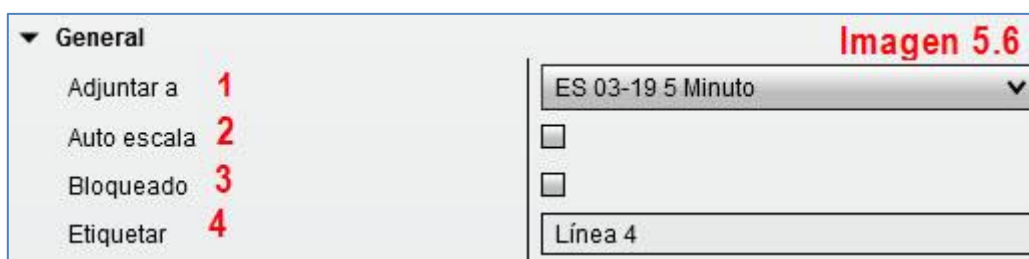 General
Imagen 5.6
Adjuntar a 1 ES 03-19 5 Minuto
Auto escala 2
Bloqueado 3
Etiquetar 4 Línea 4